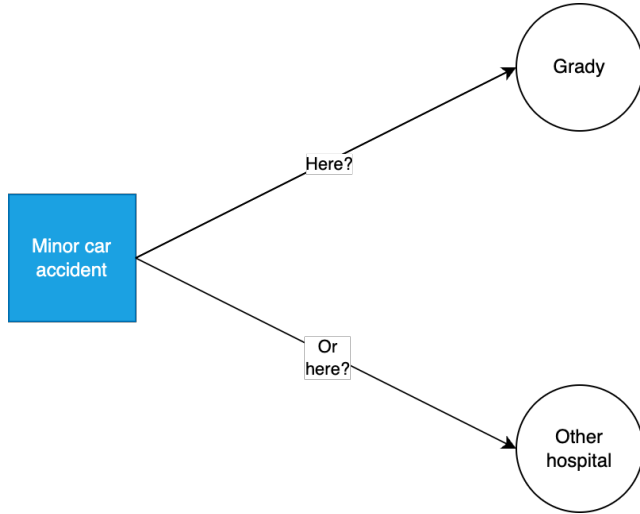 Grady
Here?
Minor car
accident
Or
here?
Other
hospital